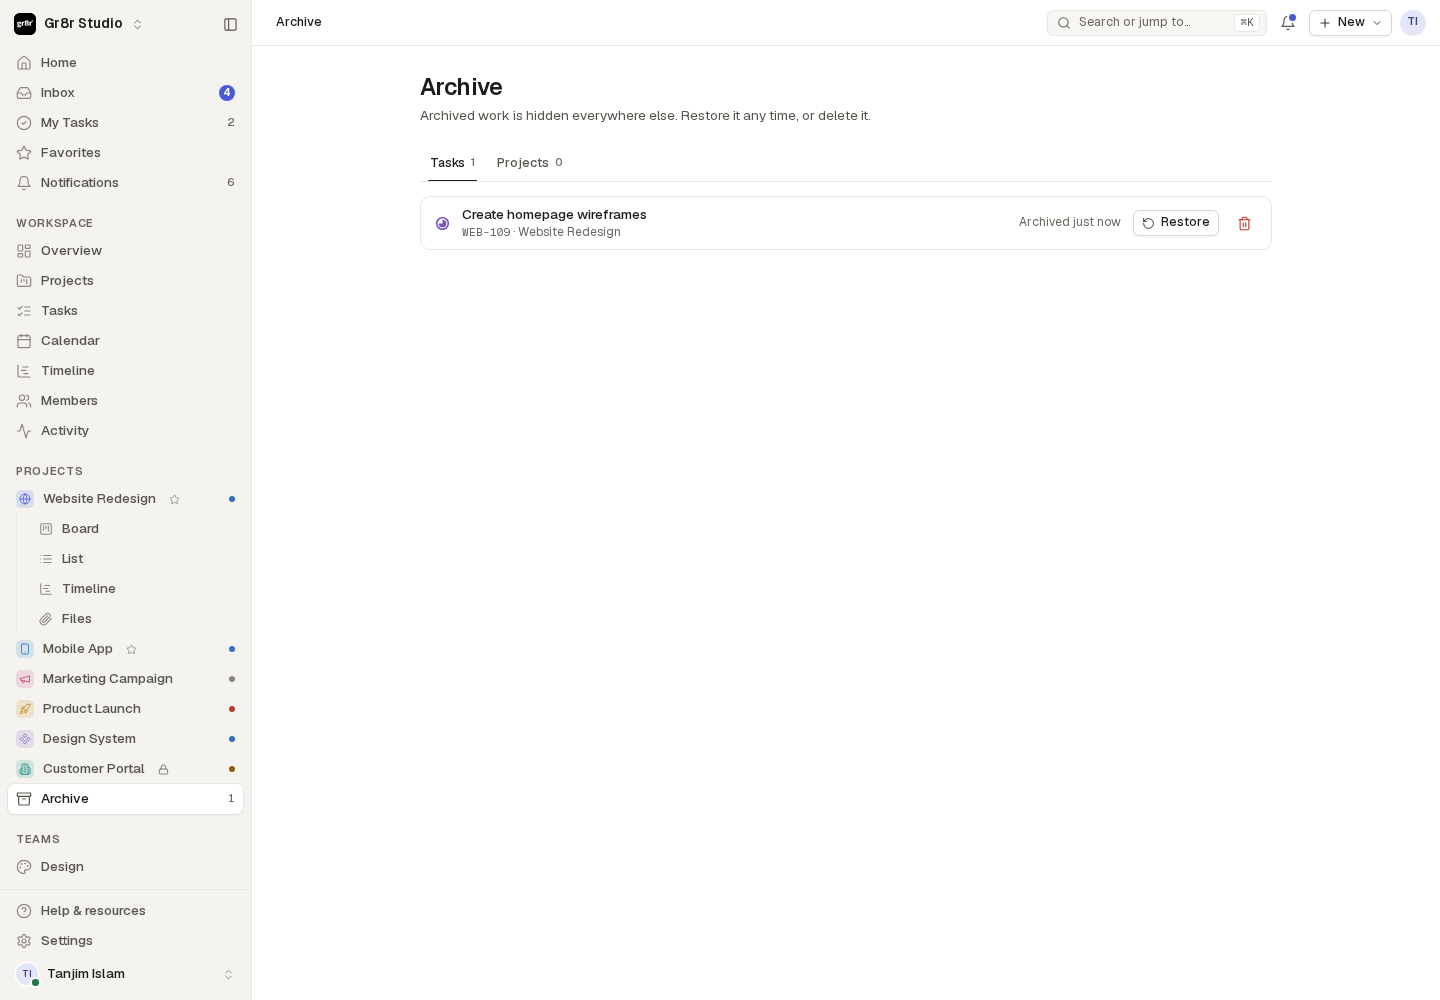 gr8r Gr8r Studio
Home
Inbox 4
My Tasks 2
Favorites
Notifications 6
WORKSPACE
Overview
Projects
Tasks
Calendar
Timeline
Members
Activity
PROJECTS
Website Redesign
Board
List
Timeline
Files
Mobile App
Marketing Campaign
Product Launch
Design System
Customer Portal
Archive 1
TEAMS
Design
Help & resources
Settings
TI Tanjim Islam
Archive
Search or jump to... ⌘K
New
TI
Archive
Archived work is hidden everywhere else. Restore it any time, or delete it.
Tasks 1 Projects 0
Create homepage wireframes
WEB-109 · Website Redesign
Archived just now
Restore